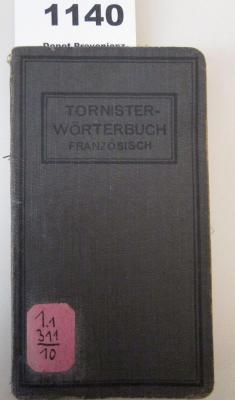 1140
Depot Provenienz
TORNISTER-
WÖRTERBUCH
FRANZÖSISCH
1.1
311
10